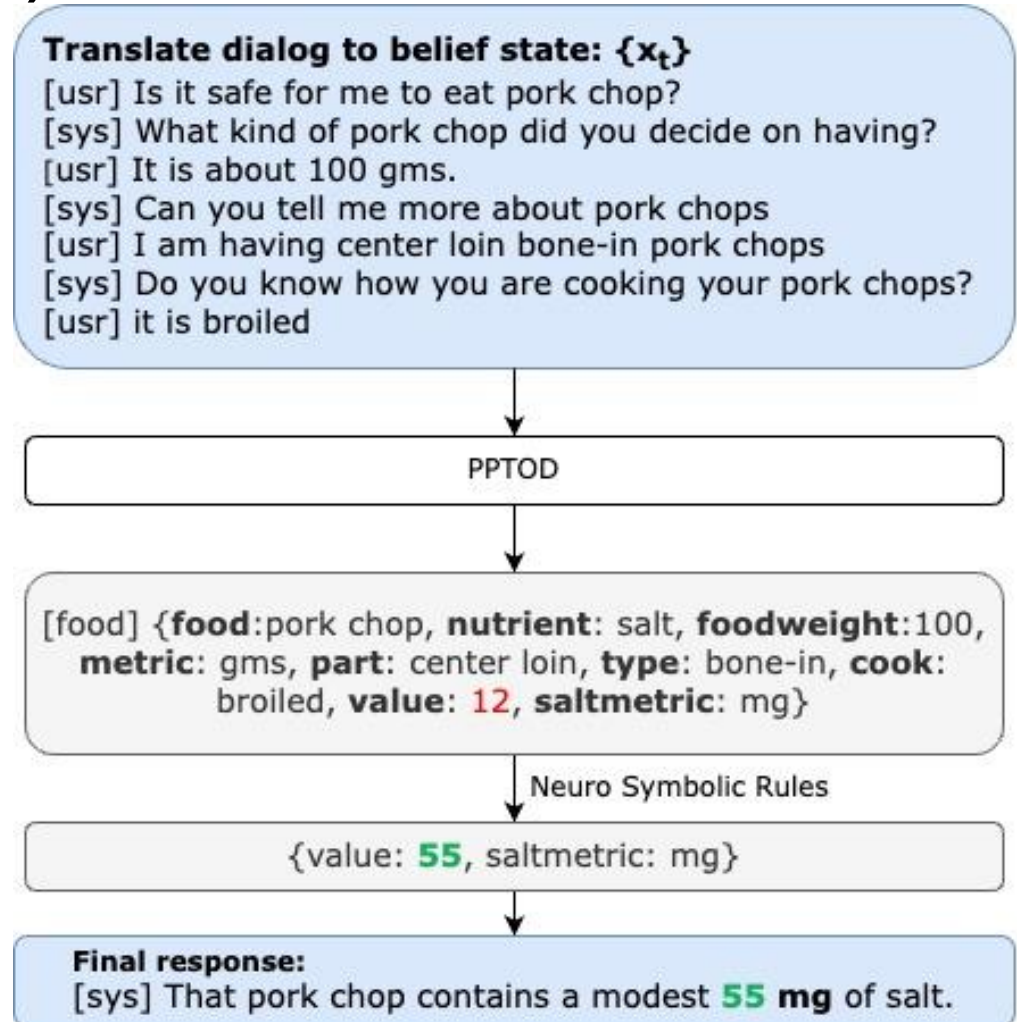 Translate dialog to belief state: {xₜ}
[usr] Is it safe for me to eat pork chop?
[sys] What kind of pork chop did you decide on having?
[usr] It is about 100 gms.
[sys] Can you tell me more about pork chops
[usr] I am having center loin bone-in pork chops
[sys] Do you know how you are cooking your pork chops?
[usr] it is broiled
PPTOD
[food] {food:pork chop, nutrient: salt, foodweight:100,
metric: gms, part: center loin, type: bone-in, cook:
broiled, value: 12, saltmetric: mg}
Neuro Symbolic Rules
{value: 55, saltmetric: mg}
Final response:
[sys] That pork chop contains a modest 55 mg of salt.